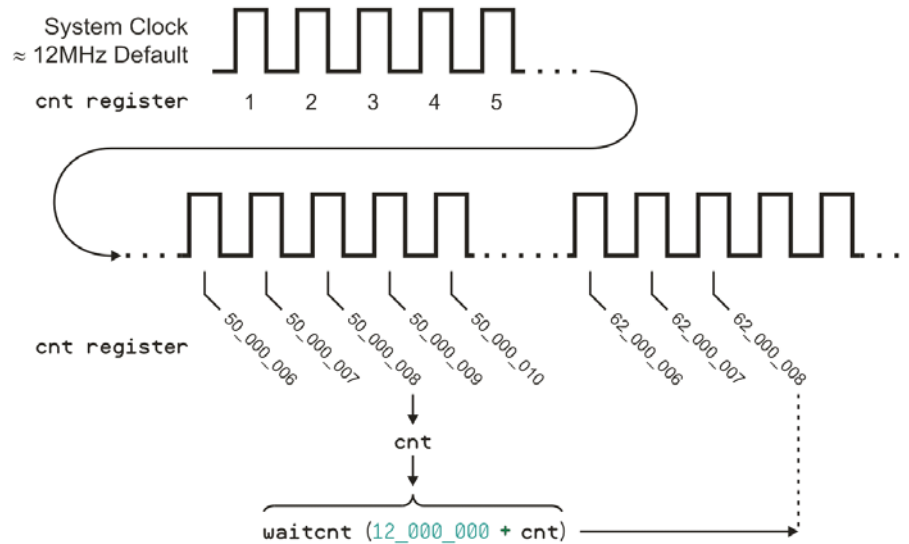 System Clock
≈ 12MHz Default
cnt register 1 2 3 4 5
50_000_006 50_000_007 50_000_008 50_000_009 50_000_010 62_000_006 62_000_007 62_000_008
cnt register
cnt
waitcnt (12_000_000 + cnt)